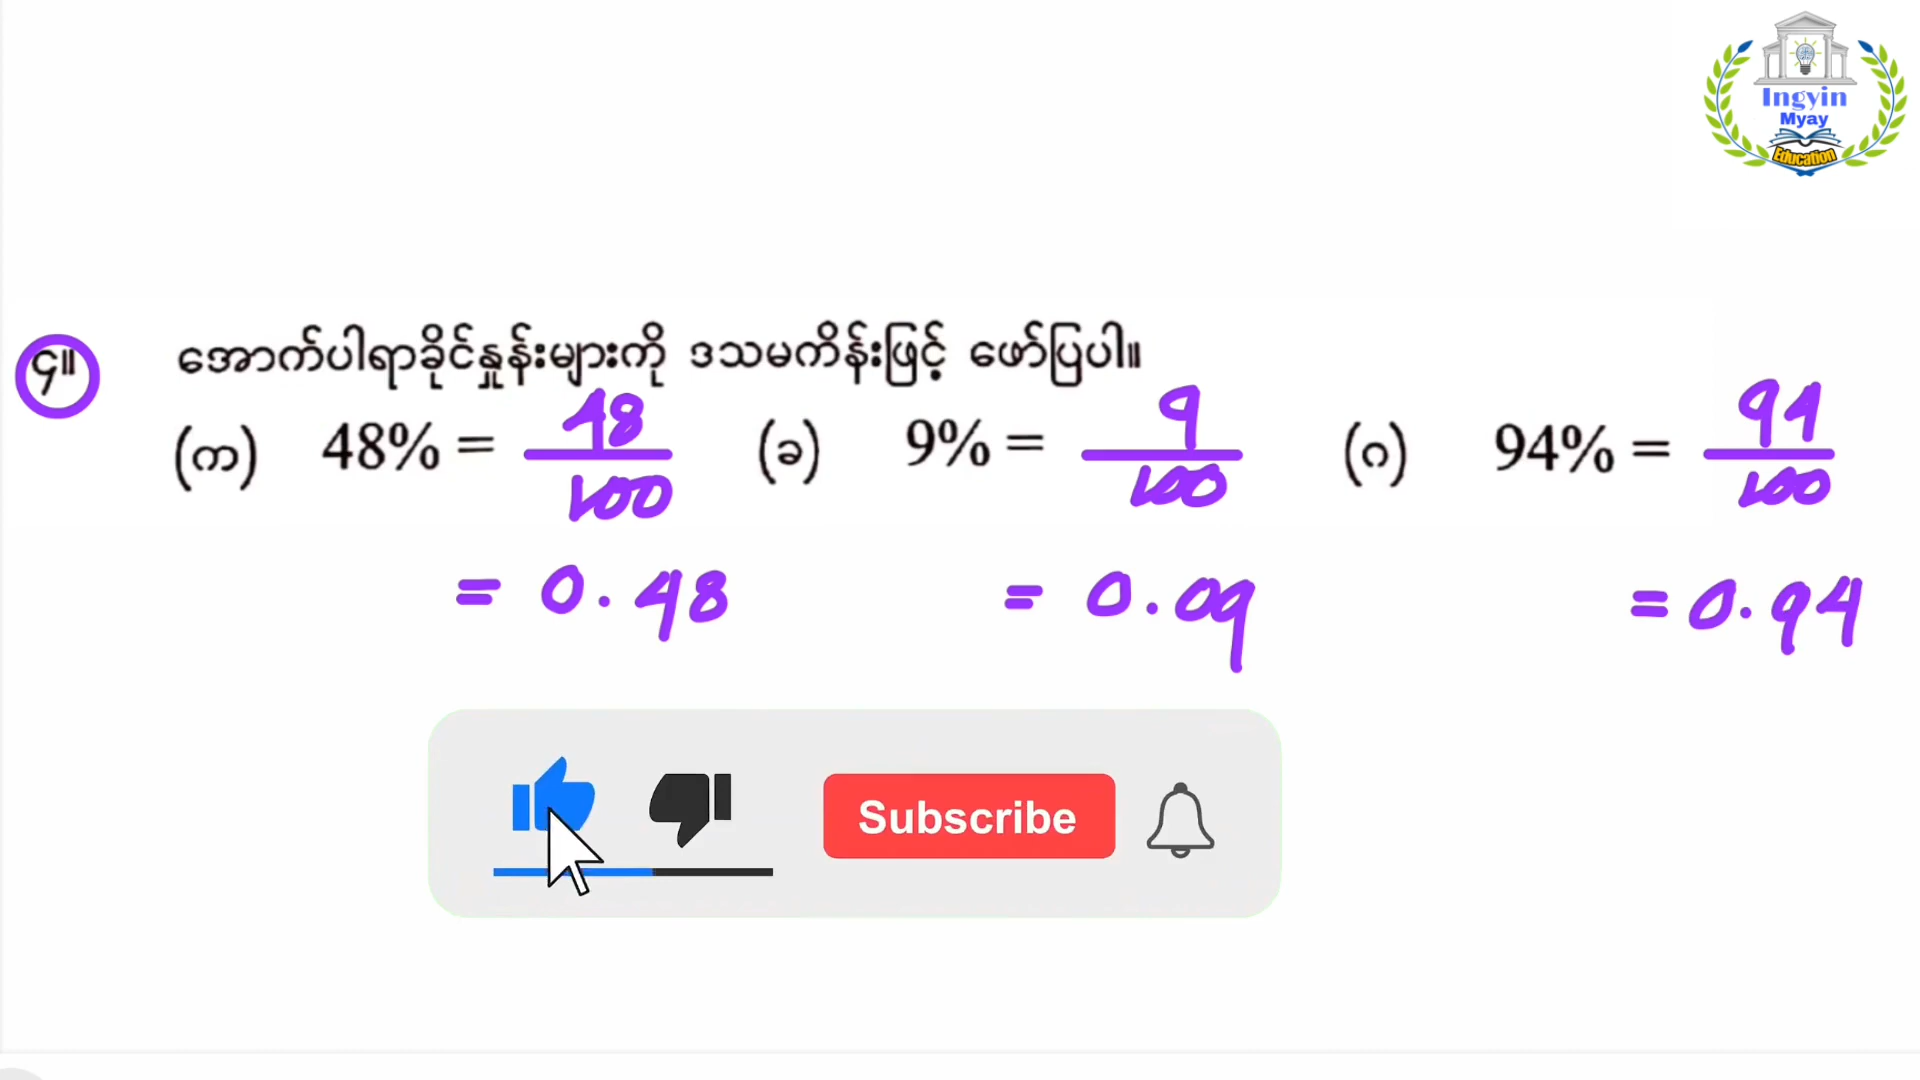 Ingyin
Myay
Education
၄။ အောက်ပါရာခိုင်နှုန်းများကို ဒသမကိန်းဖြင့် ဖော်ပြပါ။
(က) 48% = 48/100 (ခ) 9% = 9/100 (ဂ) 94% = 94/100
= 0.48 = 0.09 = 0.94
Subscribe